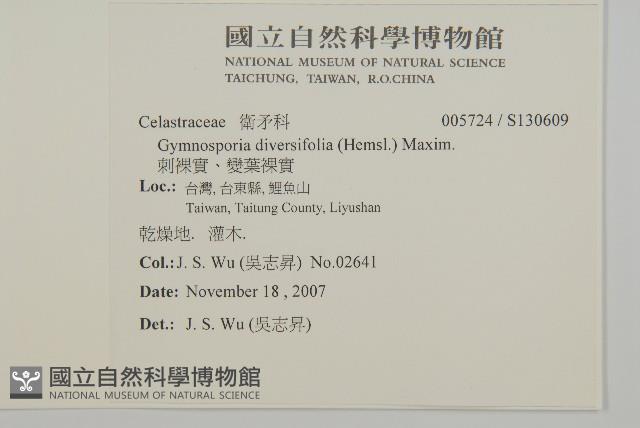 國立自然科學博物館
NATIONAL MUSEUM OF NATURAL SCIENCE
TAICHUNG, TAIWAN, R.O.CHINA
Celastraceae 衛矛科 005724 / S130609
Gymnosporia diversifolia (Hemsl.) Maxim.
刺裸實、變葉裸實
Loc.: 台灣, 台東縣, 鯉魚山
Taiwan, Taitung County, Liyushan
乾燥地. 灌木.
Col.: J. S. Wu (吳志昇) No.02641
Date: November 18 , 2007
Det.: J. S. Wu (吳志昇)
國立自然科學博物館
NATIONAL MUSEUM OF NATURAL SCIENCE